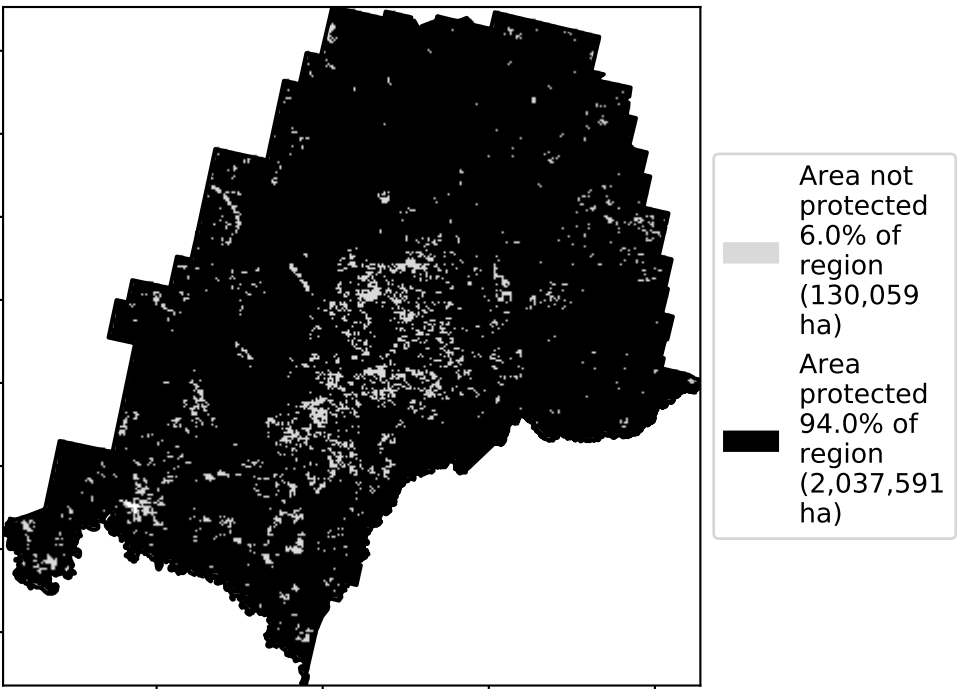 Area not
protected
6.0% of
region
(130,059
ha)
Area
protected
94.0% of
region
(2,037,591
ha)